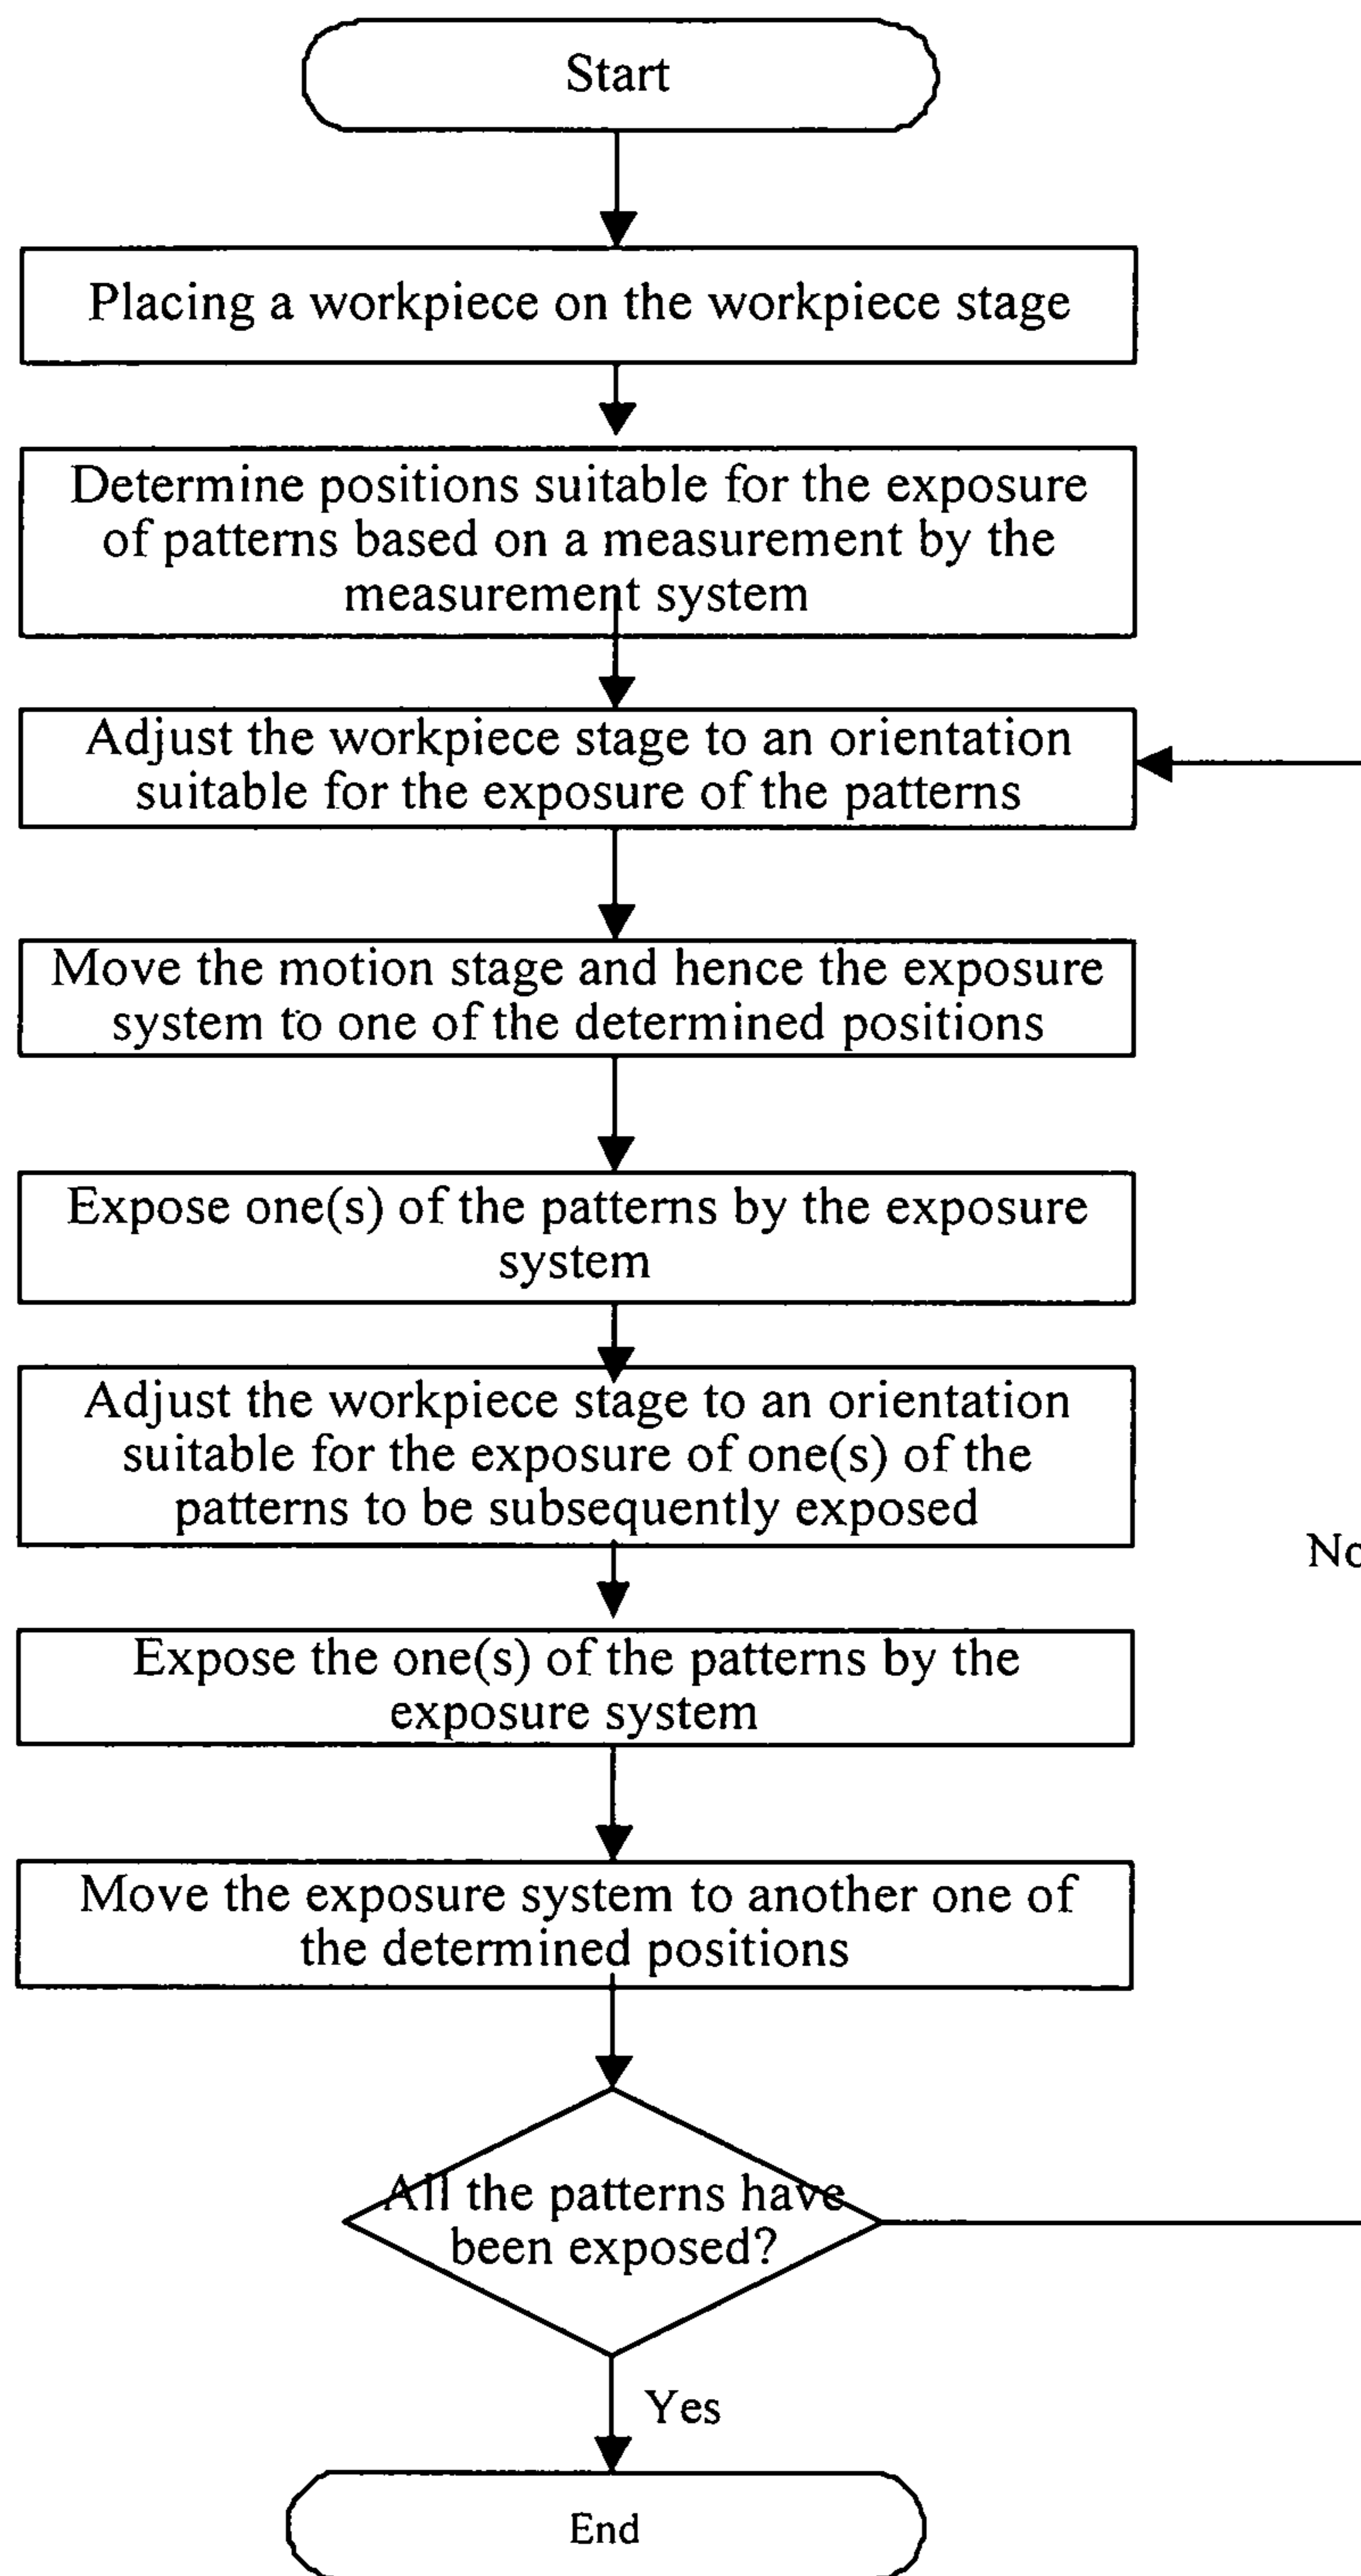 Start
Placing a workpiece on the workpiece stage
Determine positions suitable for the exposure
of patterns based on a measurement by the
measurement system
Adjust the workpiece stage to an orientation
suitable for the exposure of the patterns
Move the motion stage and hence the exposure
system to one of the determined positions
Expose one(s) of the patterns by the exposure
system
Adjust the workpiece stage to an orientation
suitable for the exposure of one(s) of the
patterns to be subsequently exposed
No
Expose the one(s) of the patterns by the
exposure system
Move the exposure system to another one of
the determined positions
All the patterns have
been exposed?
Yes
End